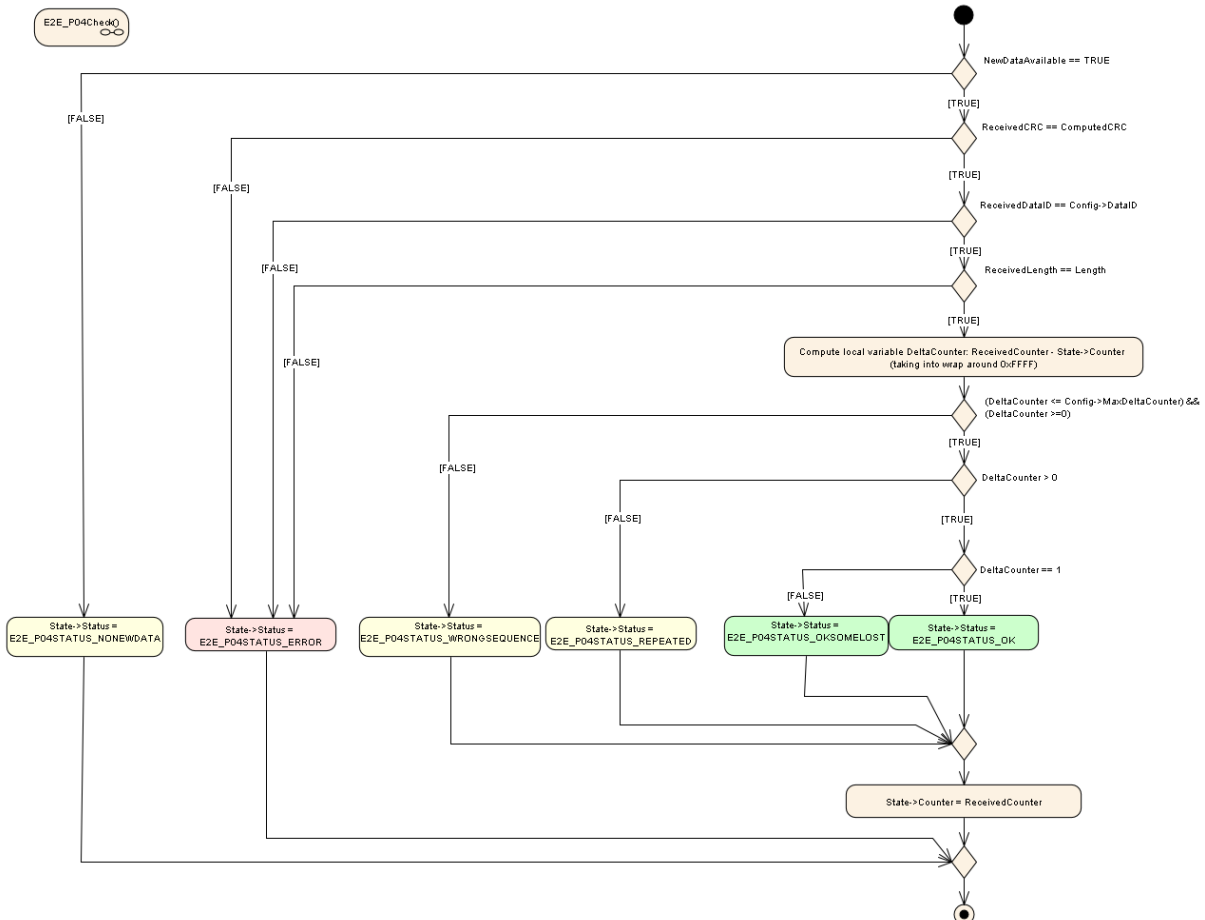 E2E_P04Check()
NewDataAvailable == TRUE
[FALSE]
[TRUE]
ReceivedCRC == ComputedCRC
[FALSE]
[TRUE]
ReceivedDataID == Config->DataID
[FALSE]
[TRUE]
ReceivedLength == Length
[FALSE]
[TRUE]
Compute local variable DeltaCounter: ReceivedCounter - State->Counter
(taking into wrap around 0xFFFF)
(DeltaCounter <= Config->MaxDeltaCounter) &&
(DeltaCounter >=0)
[FALSE]
[TRUE]
DeltaCounter > 0
[FALSE]
[TRUE]
DeltaCounter == 1
[FALSE]
[TRUE]
State->Status =
E2E_P04STATUS_NONEWDATA
State->Status =
E2E_P04STATUS_ERROR
State->Status =
E2E_P04STATUS_WRONGSEQUENCE
State->Status =
E2E_P04STATUS_REPEATED
State->Status =
E2E_P04STATUS_OKSOMELOST
State->Status =
E2E_P04STATUS_OK
State->Counter = ReceivedCounter